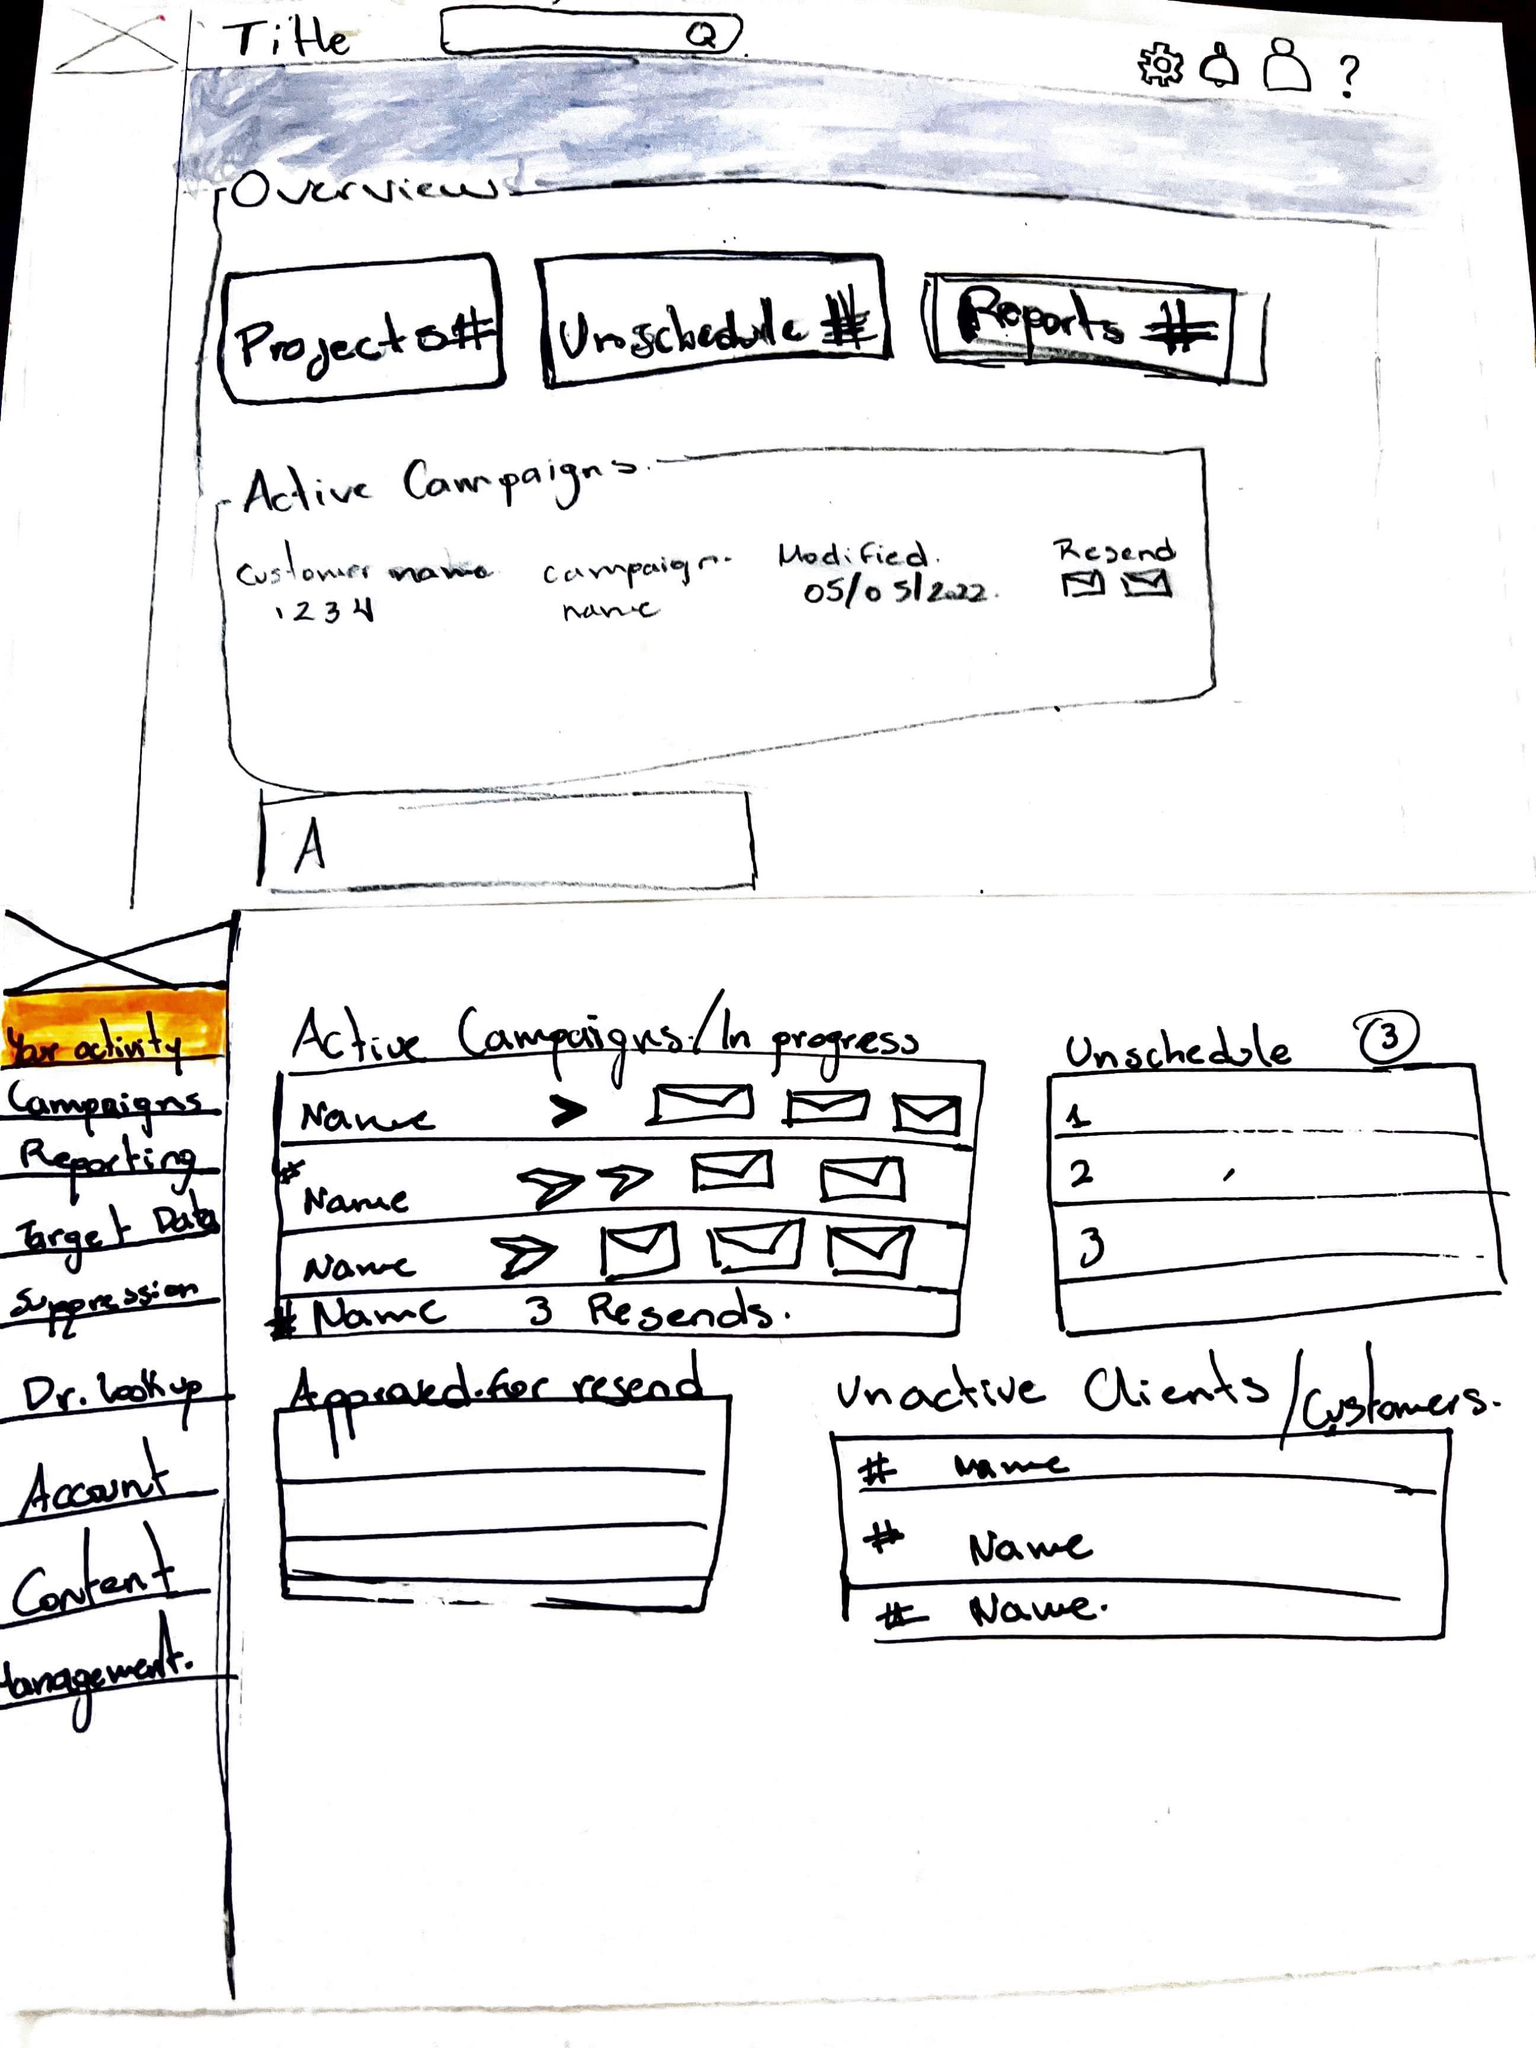 Title
?
Overview
Projects #
Unschedule #
Reports #
Active Campaigns.
Customer name
campaign
name
Modified.
Resend
1234
05/05/2022.
A
Your activity
Campaigns
Reporting
Target Data
Suppression
Dr. lookup
Account
Content
Management.
Active Campaigns/In progress
Name >
#
Name
Name
# Name 3 Resends.
Unschedule 3
1
2
3
Approved for resend
Unactive Clients/Customers.
# Name
# Name
# Name.